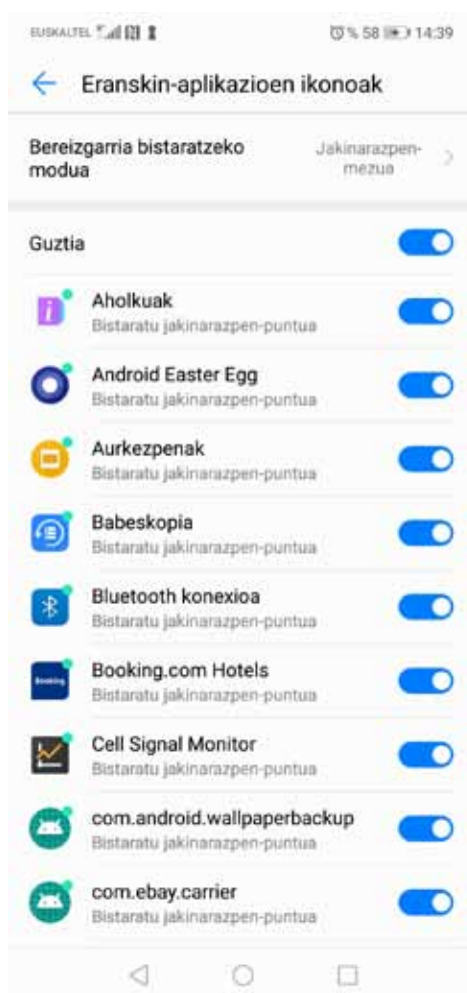 EUSKALTEL % 58 14:39
Eranskin-aplikazioen ikonoak
Bereizgarria bistaratzeko
modua
Jakinarazpen-
mezua
Guztia
Aholkuak
Bistaratu jakinarazpen-puntua
Android Easter Egg
Bistaratu jakinarazpen-puntua
Aurkezpenak
Bistaratu jakinarazpen-puntua
Babeskopia
Bistaratu jakinarazpen-puntua
Bluetooth konexioa
Bistaratu jakinarazpen-puntua
Booking
Booking.com Hotels
Bistaratu jakinarazpen-puntua
Cell Signal Monitor
Bistaratu jakinarazpen-puntua
com.android.wallpaperbackup
Bistaratu jakinarazpen-puntua
com.ebay.carrier
Bistaratu jakinarazpen-puntua